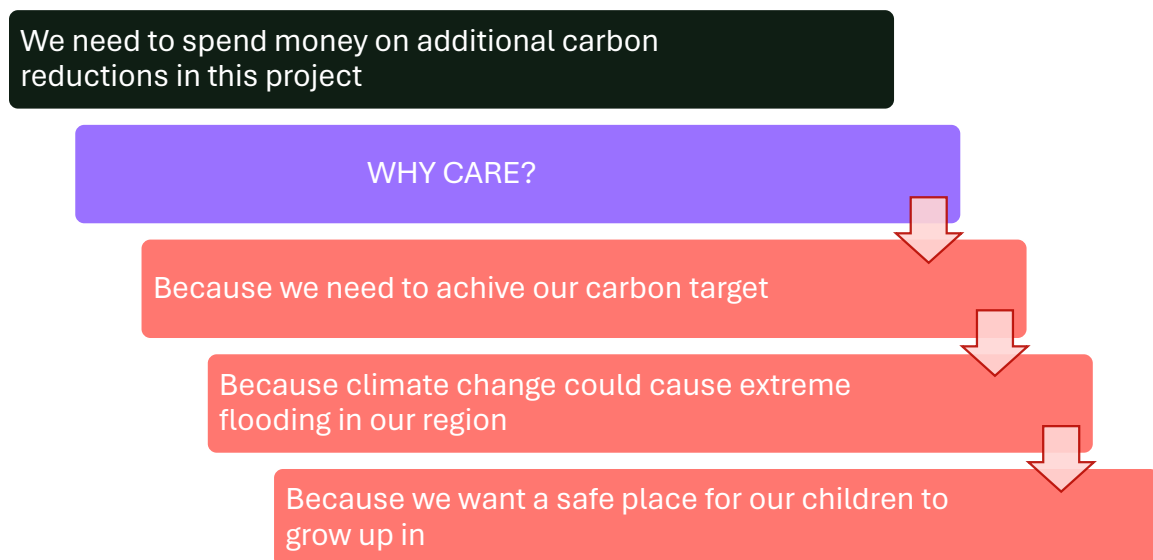 We need to spend money on additional carbon
reductions in this project
WHY CARE?
Because we need to achive our carbon target
Because climate change could cause extreme
flooding in our region
Because we want a safe place for our children to
grow up in